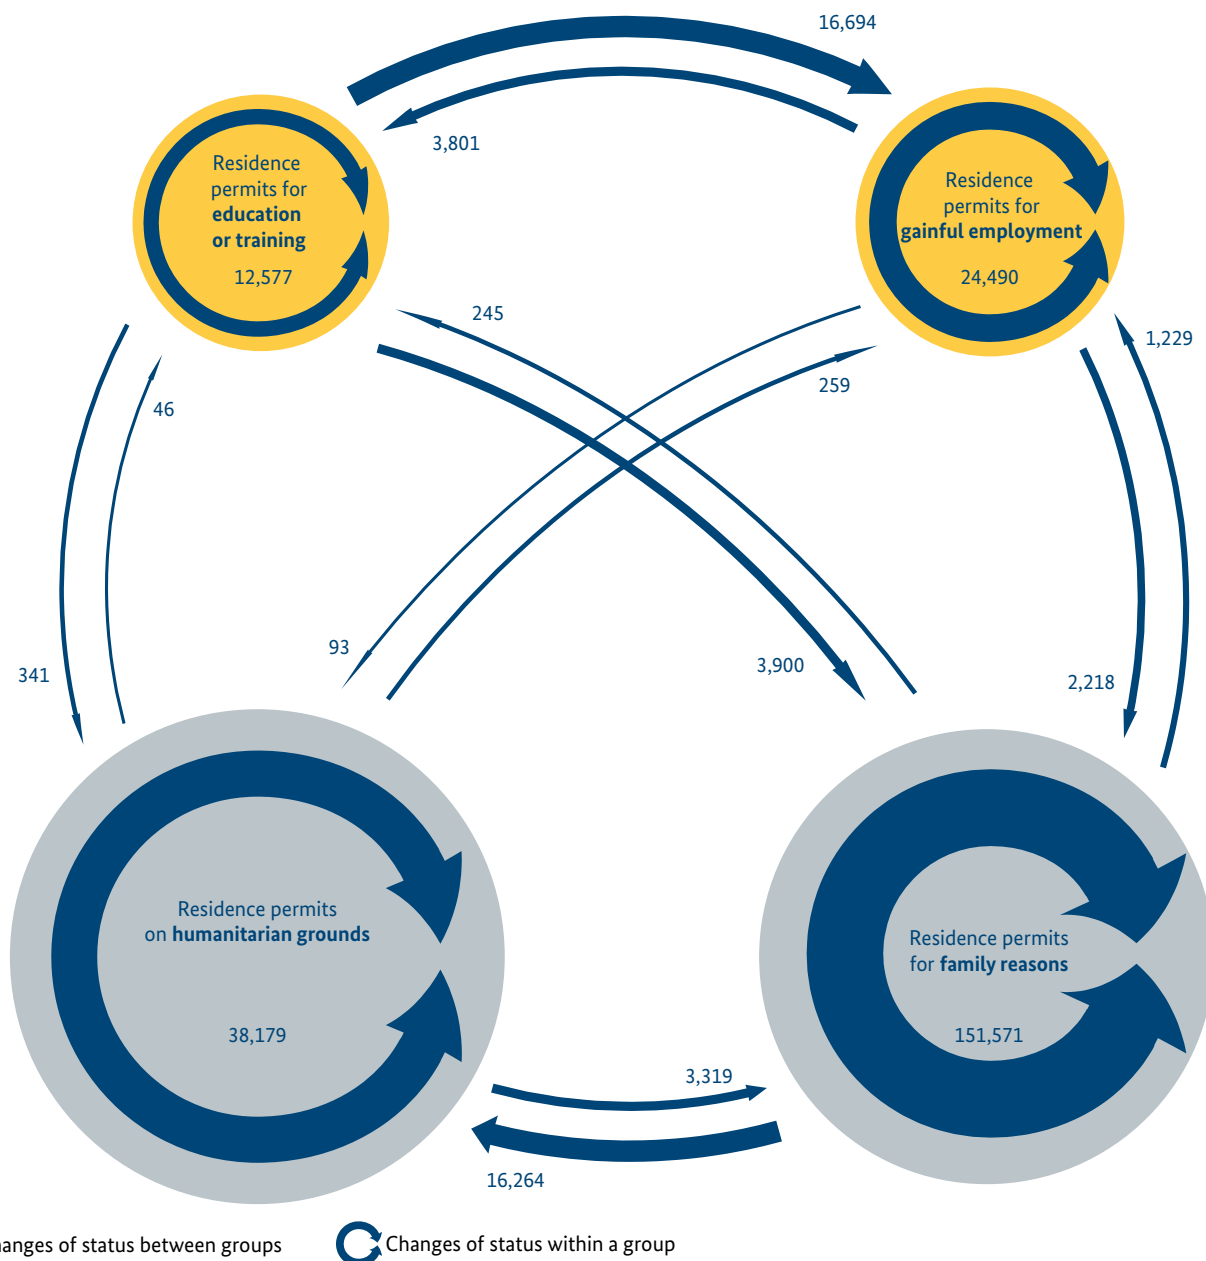 16,694
3,801
Residence
permits for
education
or training
12,577
Residence
permits for
gainful employment
24,490
245
259
1,229
46
93
341
3,900
2,218
Residence permits
on humanitarian grounds
38,179
Residence permits
for family reasons
151,571
3,319
16,264
hanges of status between groups
Changes of status within a group